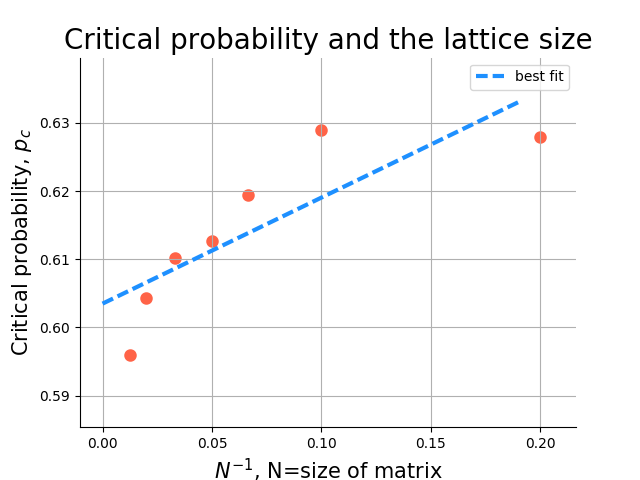 Critical probability and the lattice size
best fit
Critical probability, $p_c$
0.63
0.62
0.61
0.60
0.59
0.00 0.05 0.10 0.15 0.20
$N^{-1}$, N=size of matrix